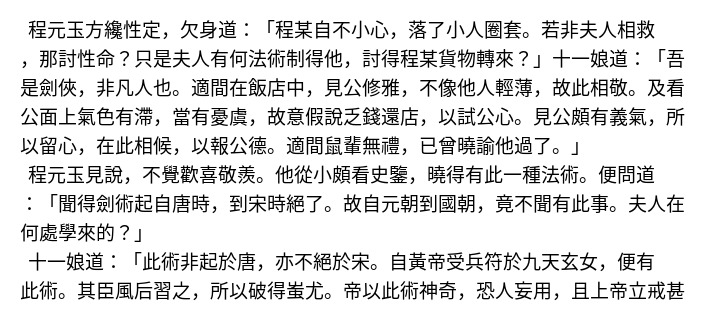 程元玉方纔性定，欠身道：「程某自不小心，落了小人圈套。若非夫人相救
，那討性命？只是夫人有何法術制得他，討得程某貨物轉來？」十一娘道：「吾
是劍俠，非凡人也。適間在飯店中，見公修雅，不像他人輕薄，故此相敬。及看
公面上氣色有滯，當有憂虞，故意假說乏錢還店，以試公心。見公頗有義氣，所
以留心，在此相候，以報公德。適間鼠輩無禮，已曾曉諭他過了。」
程元玉見說，不覺歡喜敬羨。他從小頗看史鑒，曉得有此一種法術。便問道
：「聞得劍術起自唐時，到宋時絕了。故自元朝到國朝，竟不聞有此事。夫人在
何處學來的？」
十一娘道：「此術非起於唐，亦不絕於宋。自黃帝受兵符於九天玄女，便有
此術。其臣風后習之，所以破得蚩尤。帝以此術神奇，恐人妄用，且上帝立戒甚